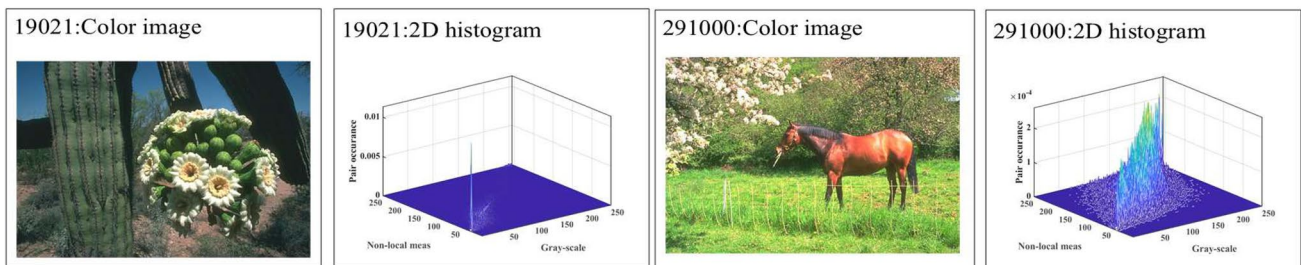 19021:Color image
19021:2D histogram
0.01
0.005
0
Pair occurance
250
200
150
100
50
Non-local meas
50
100
150
200
250
Gray-scale
291000:Color image
291000:2D histogram
×10⁻⁴
2
1
0
Pair occurance
250
200
150
100
50
Non-local meas
50
100
150
200
250
Gray-scale